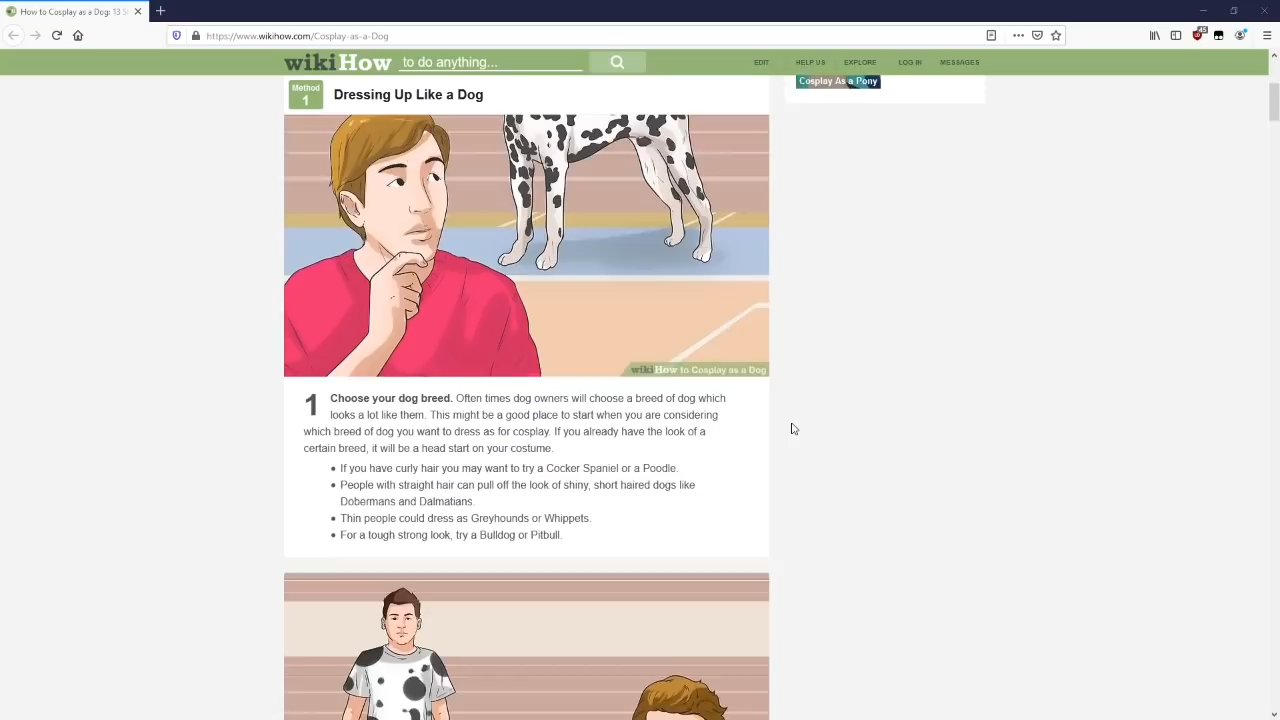 How to Cosplay as a Dog: 13 S
https://www.wikihow.com/Cosplay-as-a-Dog
wikiHow to do anything...
EDIT HELP US EXPLORE LOG IN MESSAGES
Cosplay As a Pony
Method
1
Dressing Up Like a Dog
wikiHow to Cosplay as a Dog
1 Choose your dog breed. Often times dog owners will choose a breed of dog which
looks a lot like them. This might be a good place to start when you are considering
which breed of dog you want to dress as for cosplay. If you already have the look of a
certain breed, it will be a head start on your costume.
If you have curly hair you may want to try a Cocker Spaniel or a Poodle.
People with straight hair can pull off the look of shiny, short haired dogs like
Dobermans and Dalmatians.
Thin people could dress as Greyhounds or Whippets.
For a tough strong look, try a Bulldog or Pitbull.